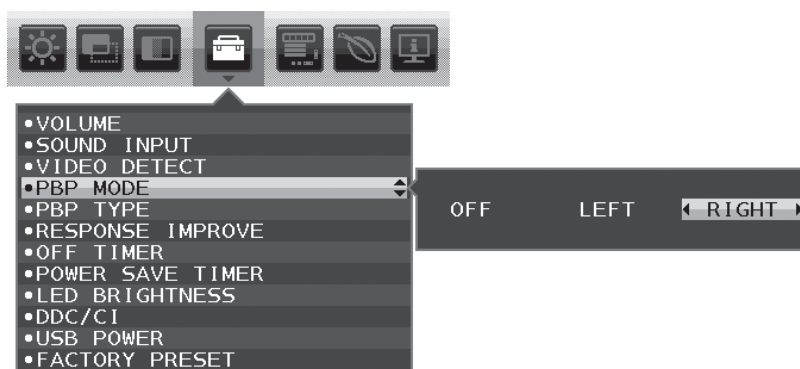 •VOLUME
•SOUND INPUT
•VIDEO DETECT
•PBP MODE
OFF LEFT RIGHT
•PBP TYPE
•RESPONSE IMPROVE
•OFF TIMER
•POWER SAVE TIMER
•LED BRIGHTNESS
•DDC/CI
•USB POWER
•FACTORY PRESET